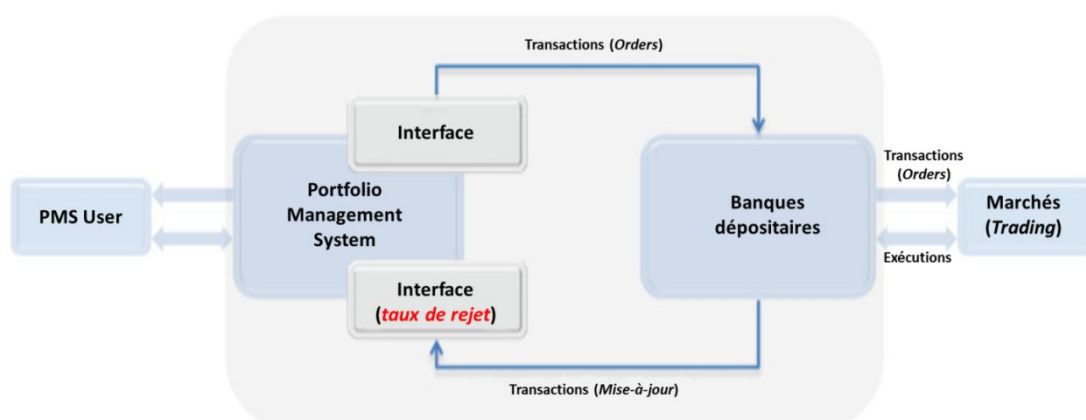 Transactions (Orders)
Interface
PMS User
Portfolio
Management
System
Banques
dépositaires
Transactions
(Orders)
Marchés
(Trading)
Exécutions
Interface
(taux de rejet)
Transactions (Mise-à-jour)